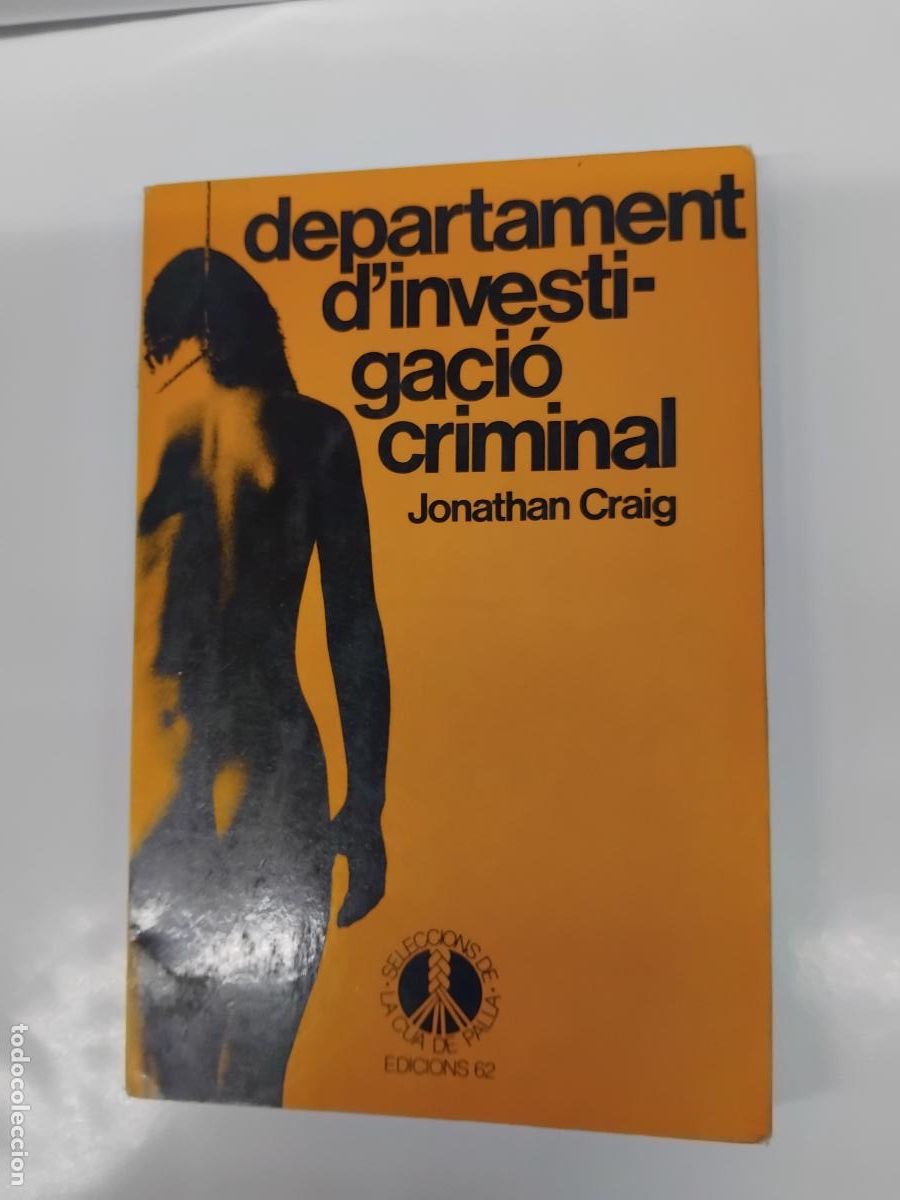 departament
d'investi-
gació
criminal
Jonathan Craig
· SELECCIONS DE ·
LA CUA DE PALLA
EDICIONS 62
todocoleccion